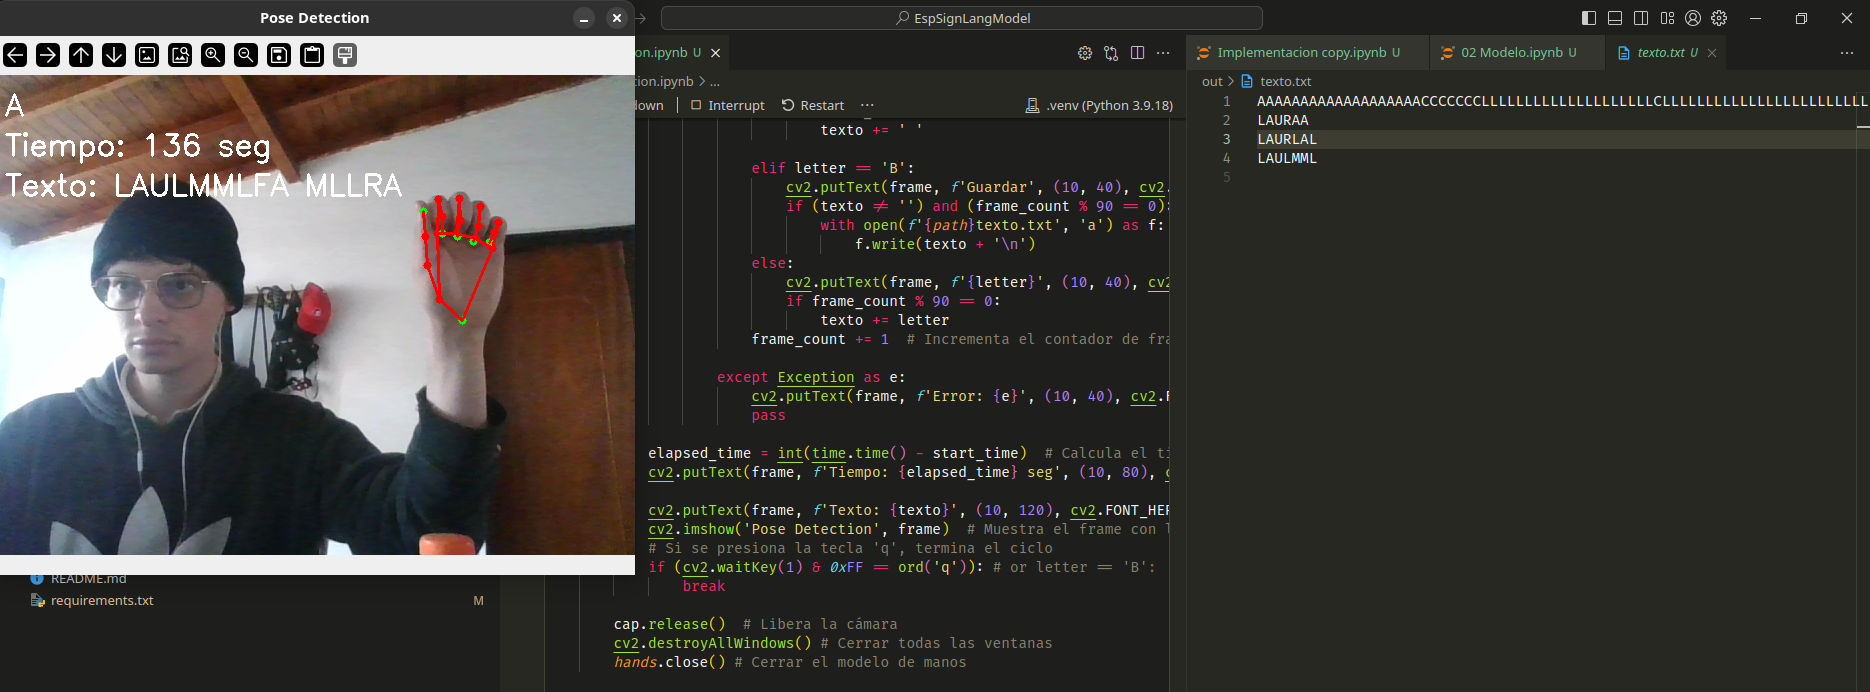 Pose Detection
EspSignLangModel
on.ipynb U
Implementacion copy.ipynb U
02 Modelo.ipynb U
texto.txt U
A
Tiempo: 136 seg
Texto: LAULMMLFA MLLRA
README.md
requirements.txt M
cion.ipynb > ...
down
Interrupt
Restart
...
.venv (Python 3.9.18)
texto += ' '
elif letter == 'B':
cv2.putText(frame, f'Guardar', (10, 40), cv2.
if (texto ≠ '') and (frame_count % 90 == 0):
with open(f'{path}texto.txt', 'a') as f:
f.write(texto + '\n')
else:
cv2.putText(frame, f'{letter}', (10, 40), cv2
if frame_count % 90 == 0:
texto += letter
frame_count += 1 # Incrementa el contador de fra
except Exception as e:
cv2.putText(frame, f'Error: {e}', (10, 40), cv2.F
pass
elapsed_time = int(time.time() - start_time) # Calcula el ti
cv2.putText(frame, f'Tiempo: {elapsed_time} seg', (10, 80), c
cv2.putText(frame, f'Texto: {texto}', (10, 120), cv2.FONT_HER
cv2.imshow('Pose Detection', frame) # Muestra el frame con l
# Si se presiona la tecla 'q', termina el ciclo
if (cv2.waitKey(1) & 0xFF == ord('q')): # or letter == 'B':
break
cap.release() # Libera la cámara
cv2.destroyAllWindows() # Cerrar todas las ventanas
hands.close() # Cerrar el modelo de manos
out > texto.txt
1
2 LAURAA
3 LAURLAL
4 LAULMML
5